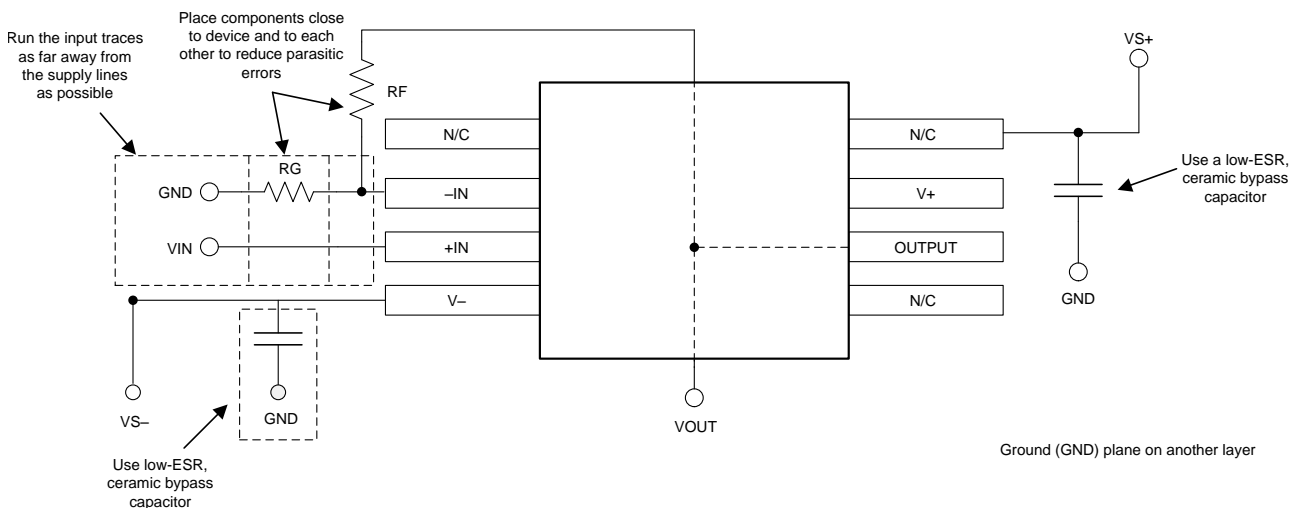 Run the input traces
as far away from
the supply lines
as possible
Place components close
to device and to each
other to reduce parasitic
errors
RF
VS+
N/C
N/C
Use a low-ESR,
ceramic bypass
capacitor
RG
GND
–IN
V+
VIN
+IN
OUTPUT
V–
N/C
GND
VS–
GND
VOUT
Use low-ESR,
ceramic bypass
capacitor
Ground (GND) plane on another layer